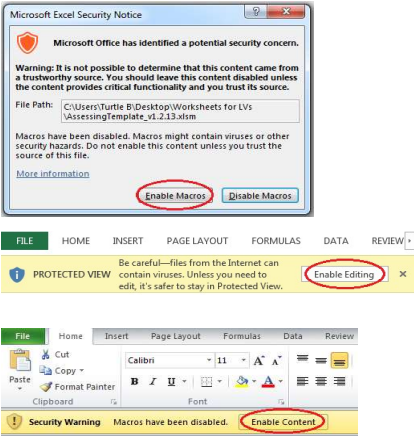 Microsoft Excel Security Notice
Microsoft Office has identified a potential security concern.
Warning: It is not possible to determine that this content came from
a trustworthy source. You should leave this content disabled unless
the content provides critical functionality and you trust its source.
File Path: C:\Users\Turtle B\Desktop\Worksheets for LVs
\AssessingTemplate_v1.2.13.xlsm
Macros have been disabled. Macros might contain viruses or other
security hazards. Do not enable this content unless you trust the
source of this file.
More information
Enable Macros Disable Macros
FILE HOME INSERT PAGE LAYOUT FORMULAS DATA REVIEW
PROTECTED VIEW Be careful—files from the Internet can
contain viruses. Unless you need to
edit, it's safer to stay in Protected View.
Enable Editing
File Home Insert Page Layout Formulas Data Review
Paste
Cut
Copy
Format Painter
Clipboard
Calibri 11 A A
B I U A
Font
Security Warning Macros have been disabled. Enable Content